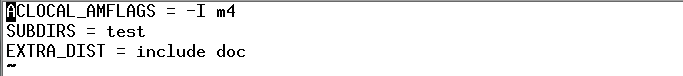 ACLOCAL_AMFLAGS = -I m4
SUBDIRS = test
EXTRA_DIST = include doc
~